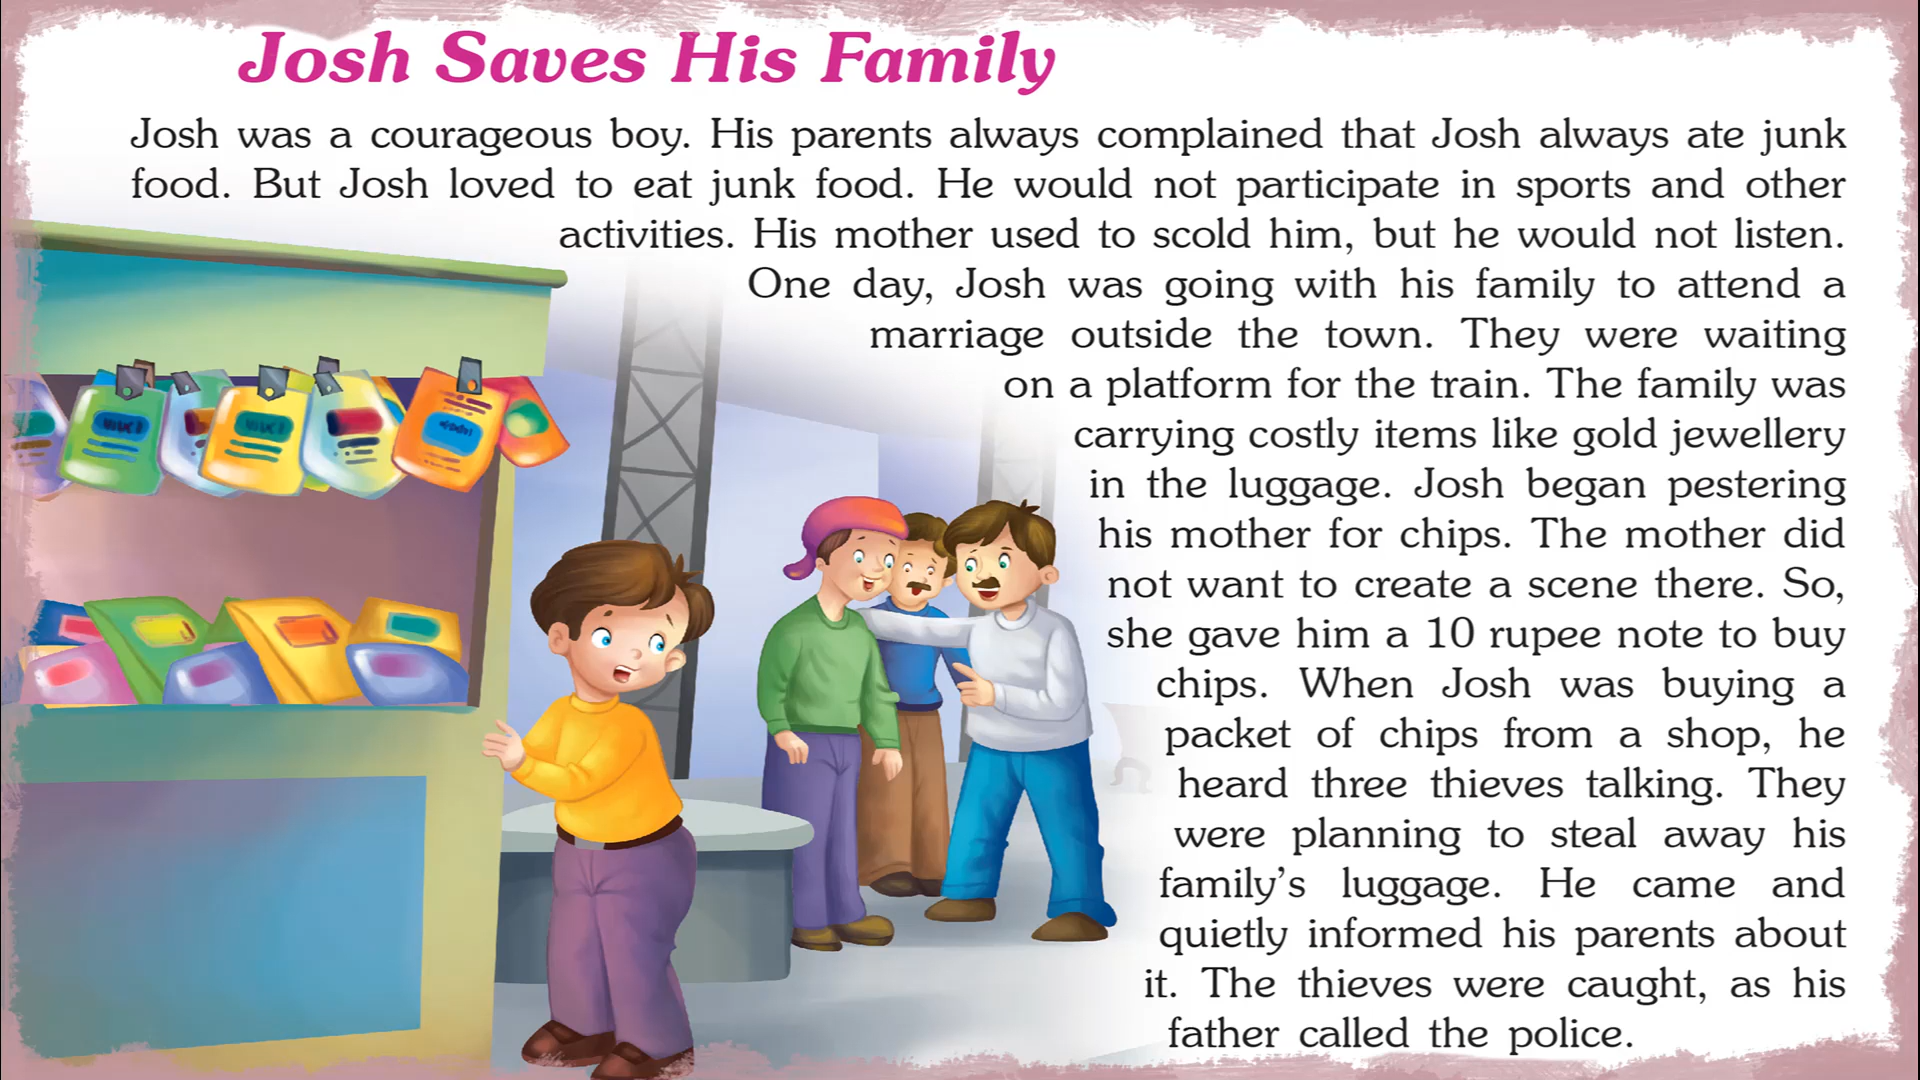 Josh Saves His Family
Josh was a courageous boy. His parents always complained that Josh always ate junk
food. But Josh loved to eat junk food. He would not participate in sports and other
activities. His mother used to scold him, but he would not listen.
One day, Josh was going with his family to attend a
marriage outside the town. They were waiting
on a platform for the train. The family was
carrying costly items like gold jewellery
in the luggage. Josh began pestering
his mother for chips. The mother did
not want to create a scene there. So,
she gave him a 10 rupee note to buy
chips. When Josh was buying a
packet of chips from a shop, he
heard three thieves talking. They
were planning to steal away his
family’s luggage. He came and
quietly informed his parents about
it. The thieves were caught, as his
father called the police.